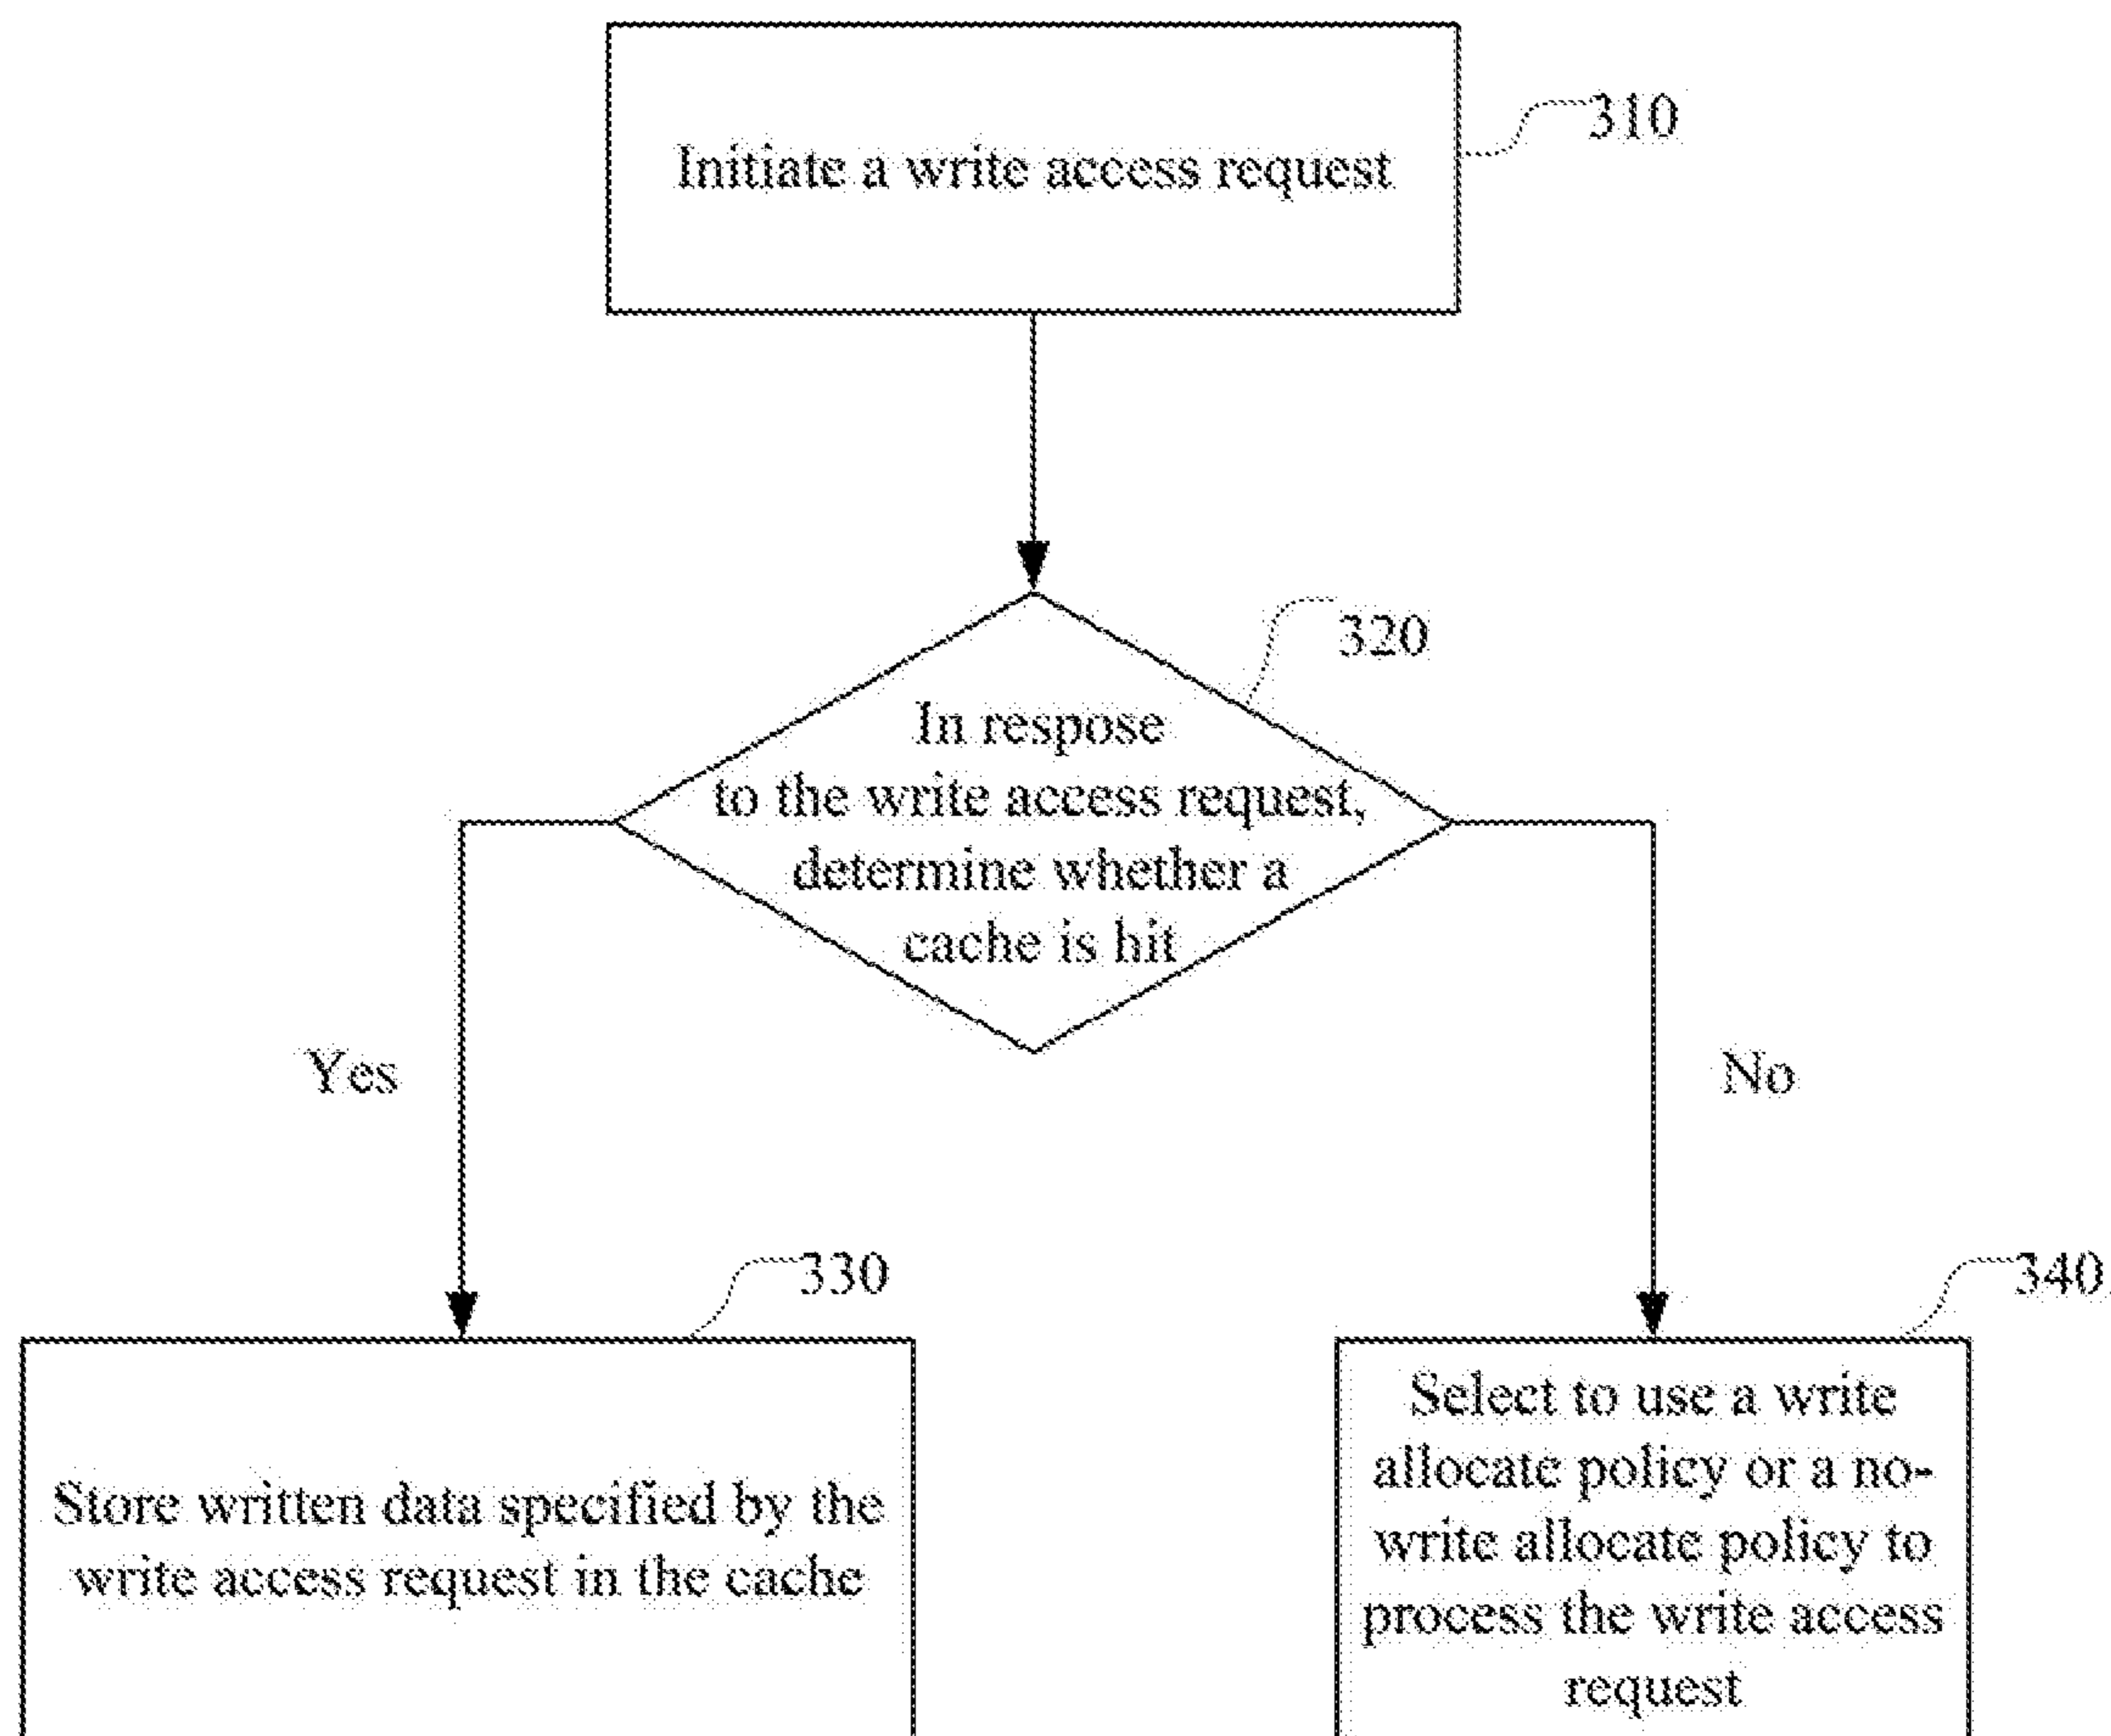 Initiate a write access request
310
320
In respose
to the write access request,
determine whether a
cache is hit
Yes
No
330
340
Store written data specified by the
write access request in the cache
Select to use a write
allocate policy or a no-
write allocate policy to
process the write access
request